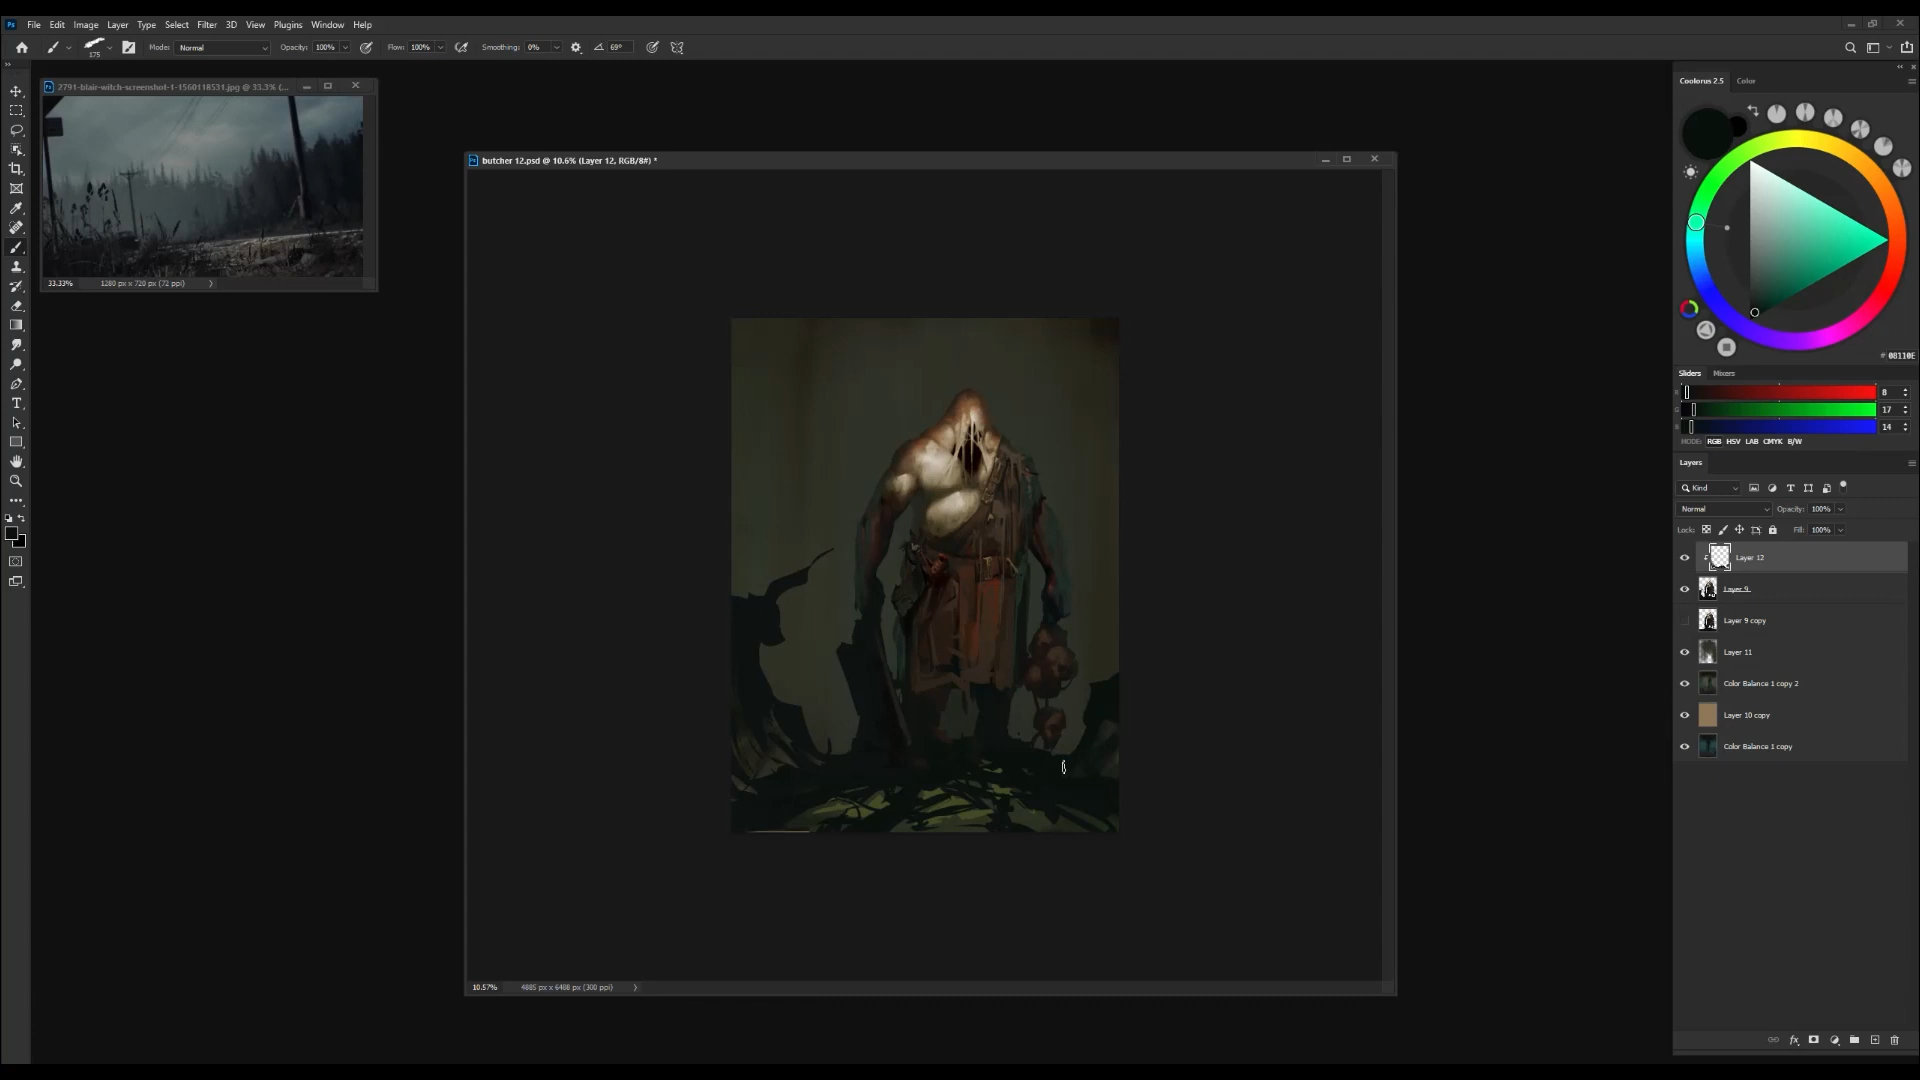 Ps File Edit Image Layer Type Select Filter 3D View Plugins Window Help
175 Mode: Normal Opacity: 100% Flow: 100% Smoothing: 0% 69°
2791-blair-witch-screenshot-1-1560118531.jpg @ 33.3% (...
33.33% 1280 px x 720 px (72 ppi)
butcher 12.psd @ 10.6% (Layer 12, RGB/8#) *
10.57% 4885 px x 6488 px (300 ppi)
Coolorus 2.5 Color
# 08110E
Sliders Mixers
R 8
G 17
B 14
MODE: RGB HSV LAB CMYK B/W
Layers
Kind
Normal Opacity: 100%
Lock: Fill: 100%
Layer 12
Layer 9
Layer 9 copy
Layer 11
Color Balance 1 copy 2
Layer 10 copy
Color Balance 1 copy
fx